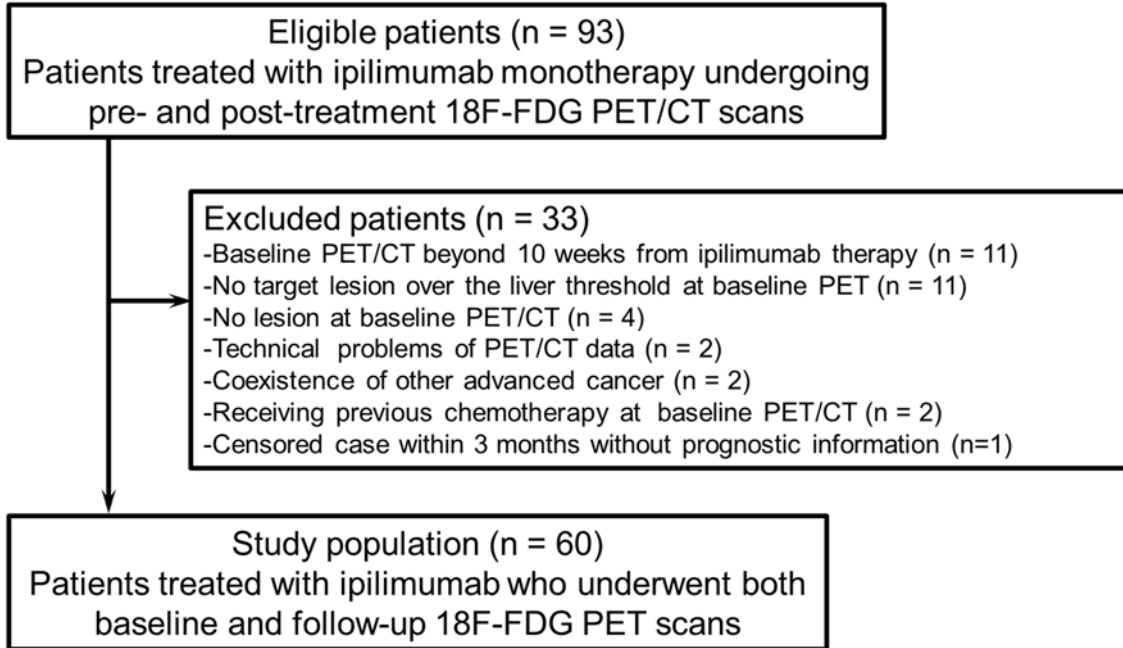 Eligible patients (n = 93)
Patients treated with ipilimumab monotherapy undergoing
pre- and post-treatment 18F-FDG PET/CT scans
Excluded patients (n = 33)
-Baseline PET/CT beyond 10 weeks from ipilimumab therapy (n = 11)
-No target lesion over the liver threshold at baseline PET (n = 11)
-No lesion at baseline PET/CT (n = 4)
-Technical problems of PET/CT data (n = 2)
-Coexistence of other advanced cancer (n = 2)
-Receiving previous chemotherapy at baseline PET/CT (n = 2)
-Censored case within 3 months without prognostic information (n=1)
Study population (n = 60)
Patients treated with ipilimumab who underwent both
baseline and follow-up 18F-FDG PET scans